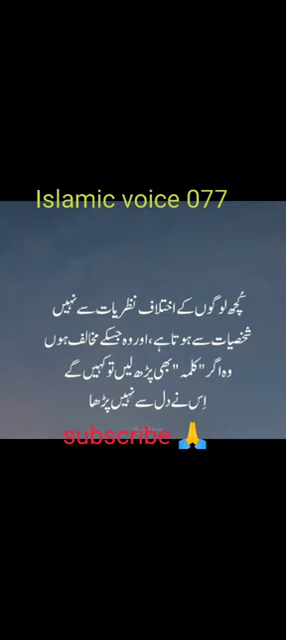 Islamic voice 077
کُچھ لوگوں کے اختلاف نظریات سے نہیں
شخصیات سے ہوتا ہے، اور وہ جسکے مخالف ہوں
وہ اگر "کلمہ" بھی پڑھ لیں تو کہیں گے
اِس نے دل سے نہیں پڑھا
subscribe 🙏